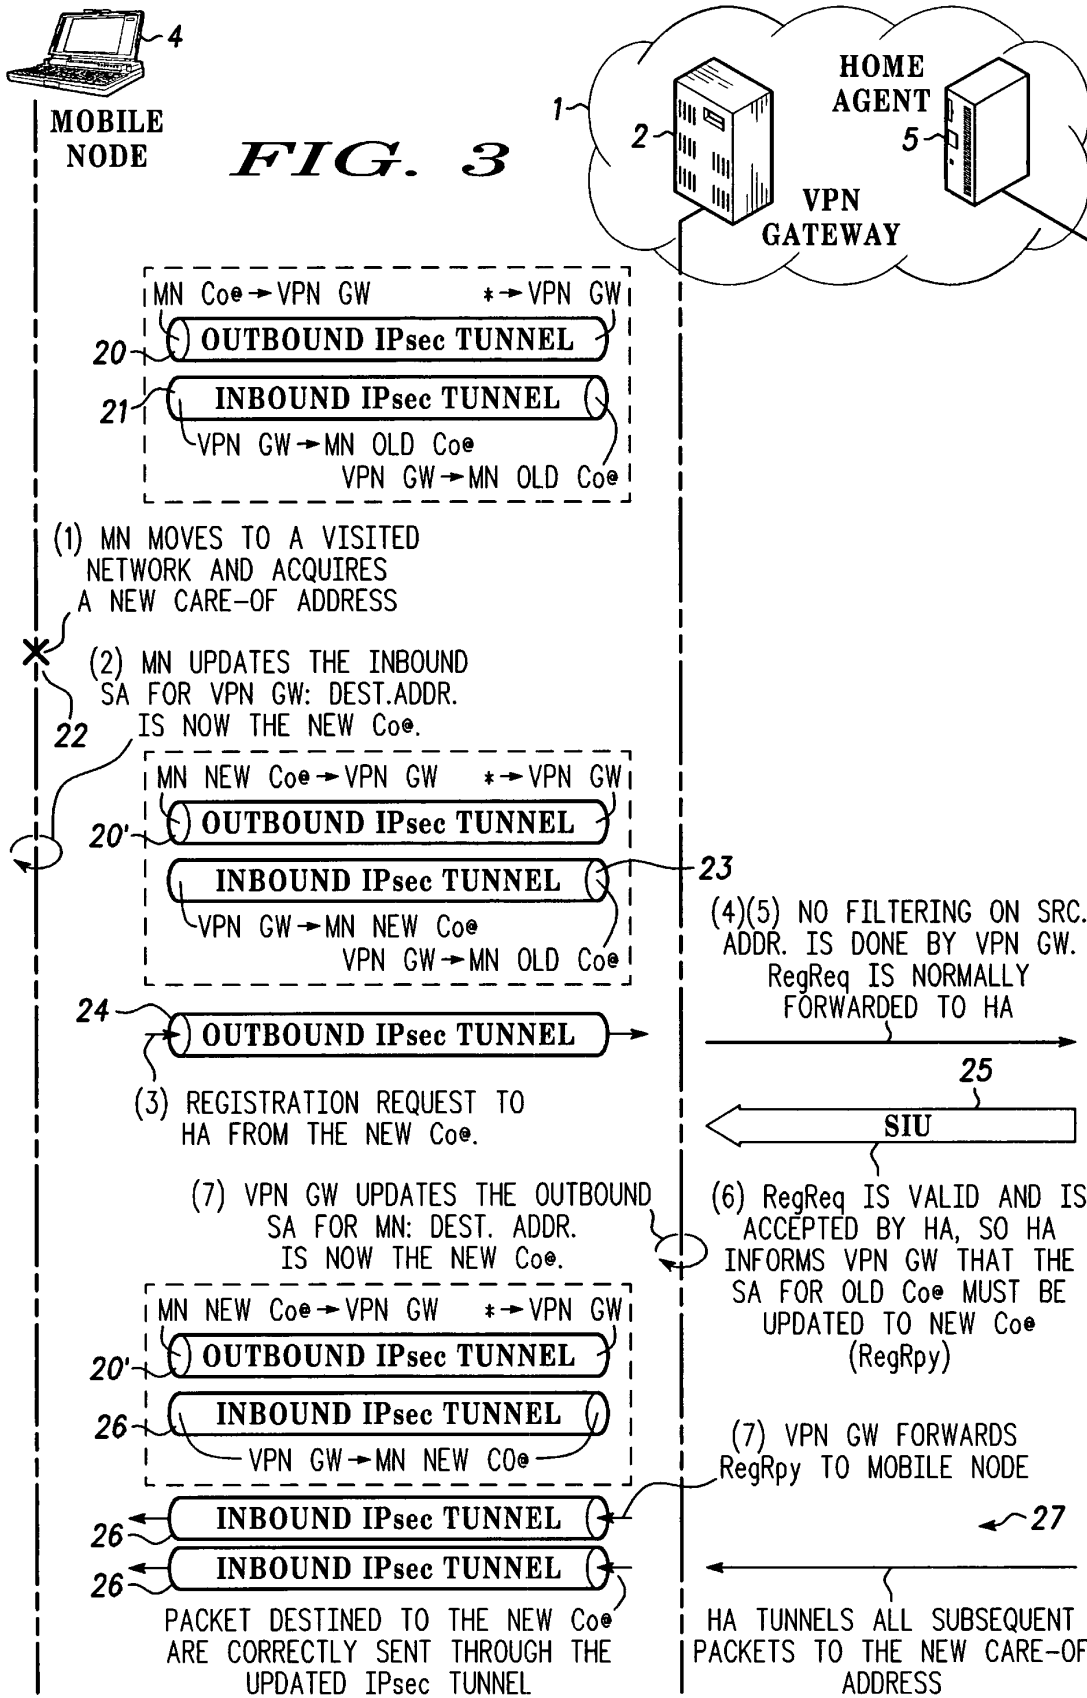 4
MOBILE
NODE
FIG. 3
1
2
HOME
AGENT
5
VPN
GATEWAY
MN Co@→VPN GW
*→VPN GW
20
OUTBOUND IPsec TUNNEL
21
INBOUND IPsec TUNNEL
VPN GW→MN OLD Co@
VPN GW→MN OLD Co@
(1) MN MOVES TO A VISITED
NETWORK AND ACQUIRES
A NEW CARE-OF ADDRESS
22
(2) MN UPDATES THE INBOUND
SA FOR VPN GW: DEST.ADDR.
IS NOW THE NEW Co@.
MN NEW Co@→VPN GW
*→VPN GW
20'
OUTBOUND IPsec TUNNEL
INBOUND IPsec TUNNEL
23
VPN GW→MN NEW Co@
VPN GW→MN OLD Co@
(4)(5) NO FILTERING ON SRC.
ADDR. IS DONE BY VPN GW.
RegReq IS NORMALLY
FORWARDED TO HA
24
OUTBOUND IPsec TUNNEL
(3) REGISTRATION REQUEST TO
HA FROM THE NEW Co@.
25
SIU
(6) RegReq IS VALID AND IS
ACCEPTED BY HA, SO HA
INFORMS VPN GW THAT THE
SA FOR OLD Co@ MUST BE
UPDATED TO NEW Co@
(RegRpy)
(7) VPN GW UPDATES THE OUTBOUND
SA FOR MN: DEST. ADDR.
IS NOW THE NEW Co@.
MN NEW Co@→VPN GW
*→VPN GW
20'
OUTBOUND IPsec TUNNEL
26
INBOUND IPsec TUNNEL
VPN GW→MN NEW CO@
(7) VPN GW FORWARDS
RegRpy TO MOBILE NODE
26
INBOUND IPsec TUNNEL
27
26
INBOUND IPsec TUNNEL
PACKET DESTINED TO THE NEW Co@
ARE CORRECTLY SENT THROUGH THE
UPDATED IPsec TUNNEL
HA TUNNELS ALL SUBSEQUENT
PACKETS TO THE NEW CARE-OF
ADDRESS